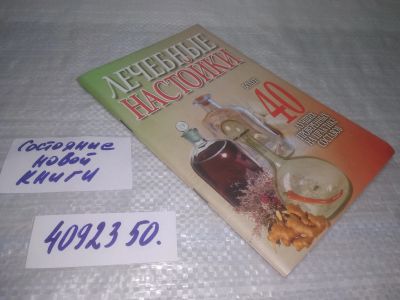 ЛЕЧЕБНЫЕ
НАСТОЙКИ
40
Состояние
новой
книги
4092350.